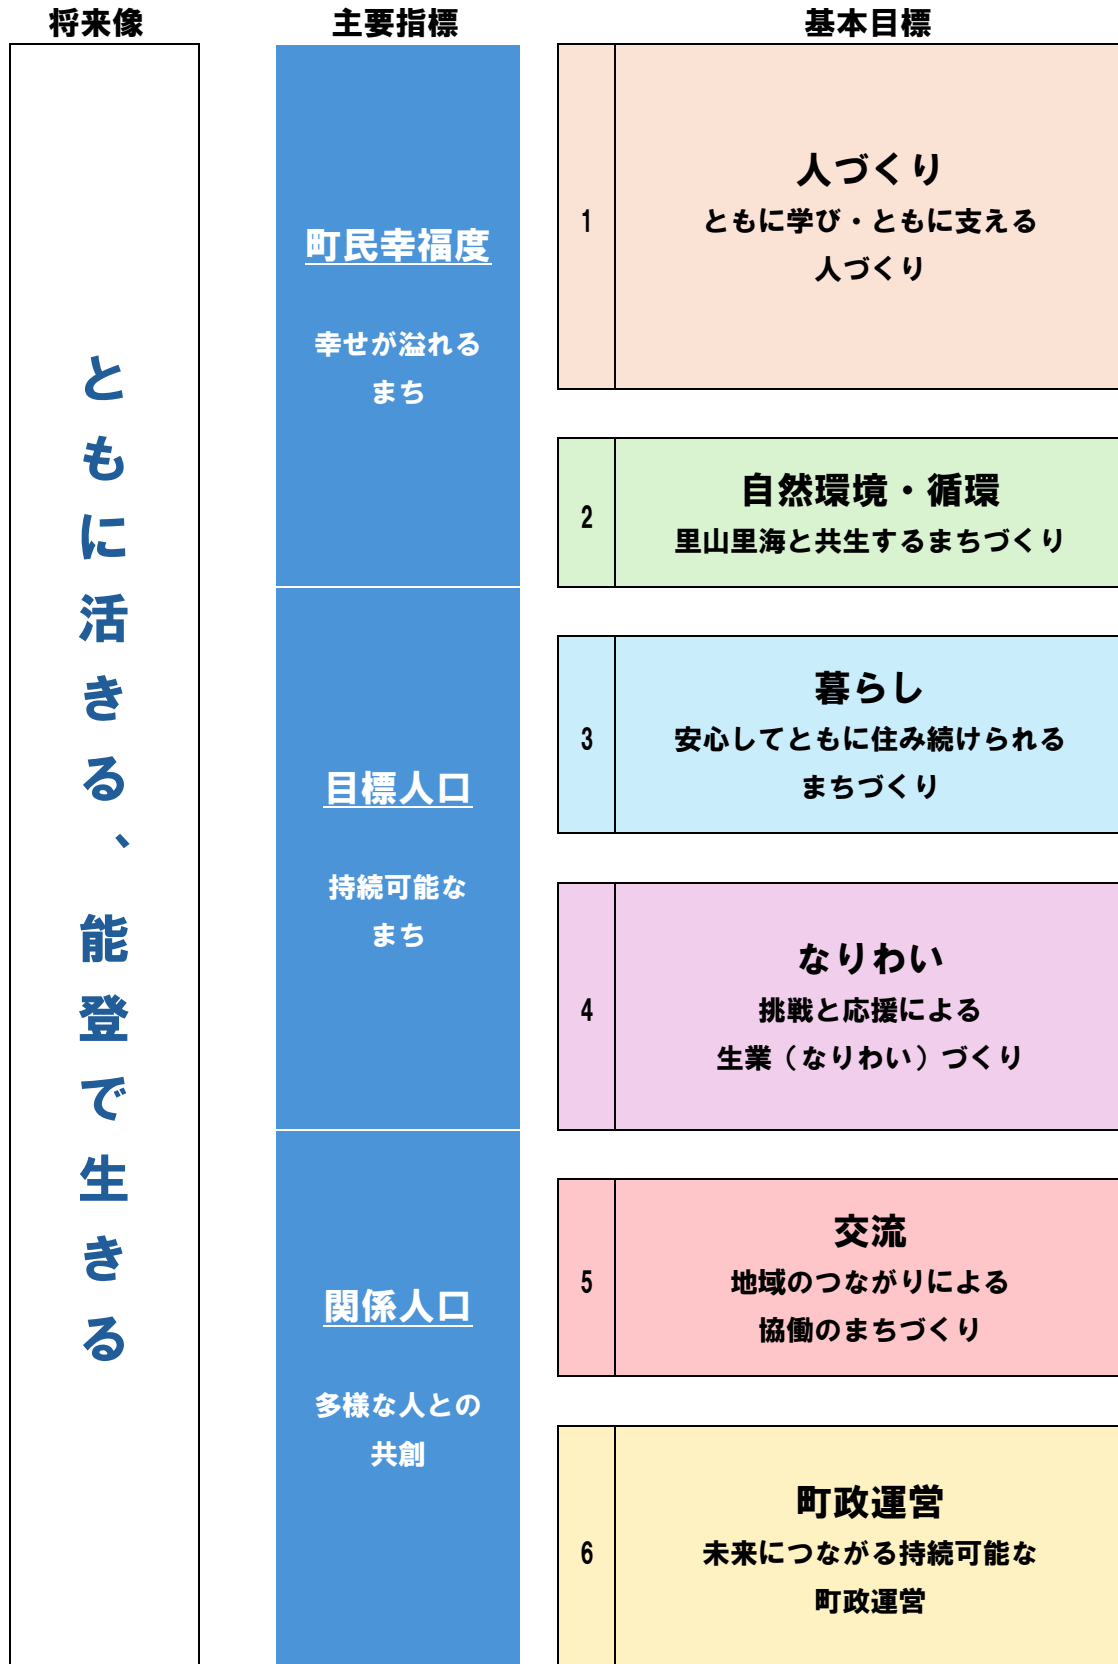 将来像
ともに活きる、能登で生きる
主要指標
町民幸福度
幸せが溢れる
まち
目標人口
持続可能な
まち
関係人口
多様な人との
共創
基本目標
1
人づくり
ともに学び・ともに支える
人づくり
2
自然環境・循環
里山里海と共生するまちづくり
3
暮らし
安心してともに住み続けられる
まちづくり
4
なりわい
挑戦と応援による
生業（なりわい）づくり
5
交流
地域のつながりによる
協働のまちづくり
6
町政運営
未来につながる持続可能な
町政運営